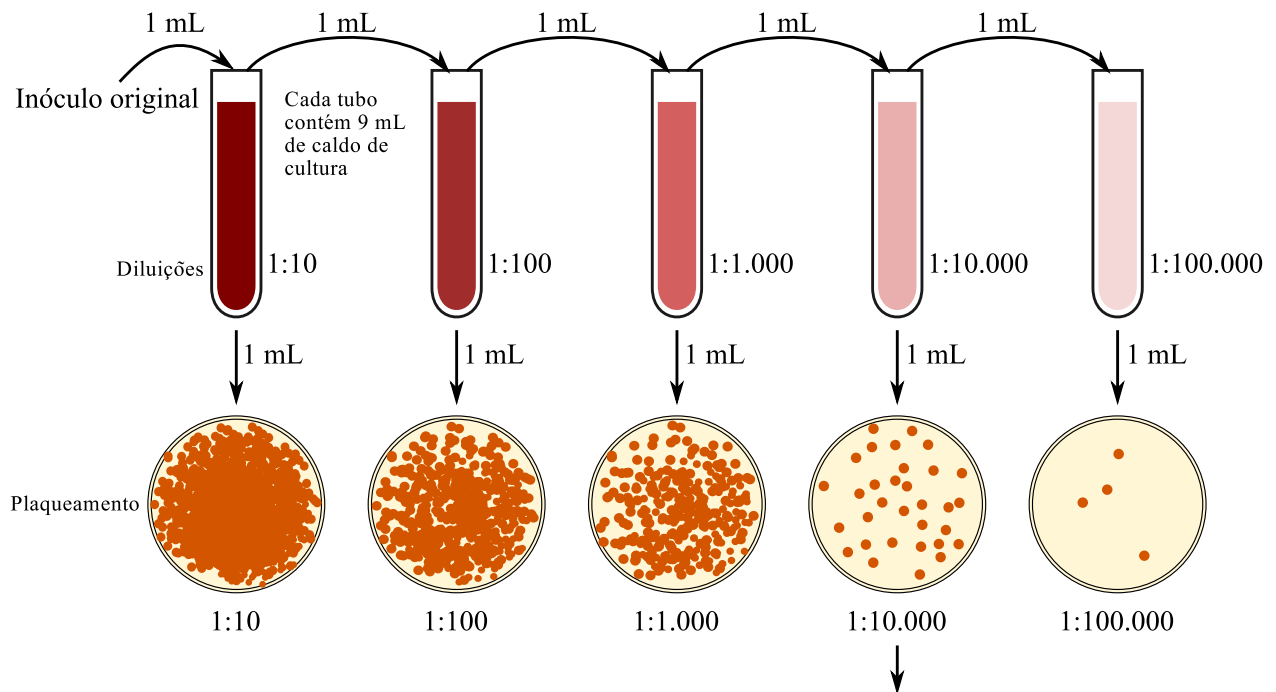 1 mL
1 mL
1 mL
1 mL
1 mL
Inóculo original
Cada tubo
contém 9 mL
de caldo de
cultura
Diluições
1:10
1:100
1:1.000
1:10.000
1:100.000
1 mL
1 mL
1 mL
1 mL
1 mL
Plaqueamento
1:10
1:100
1:1.000
1:10.000
1:100.000